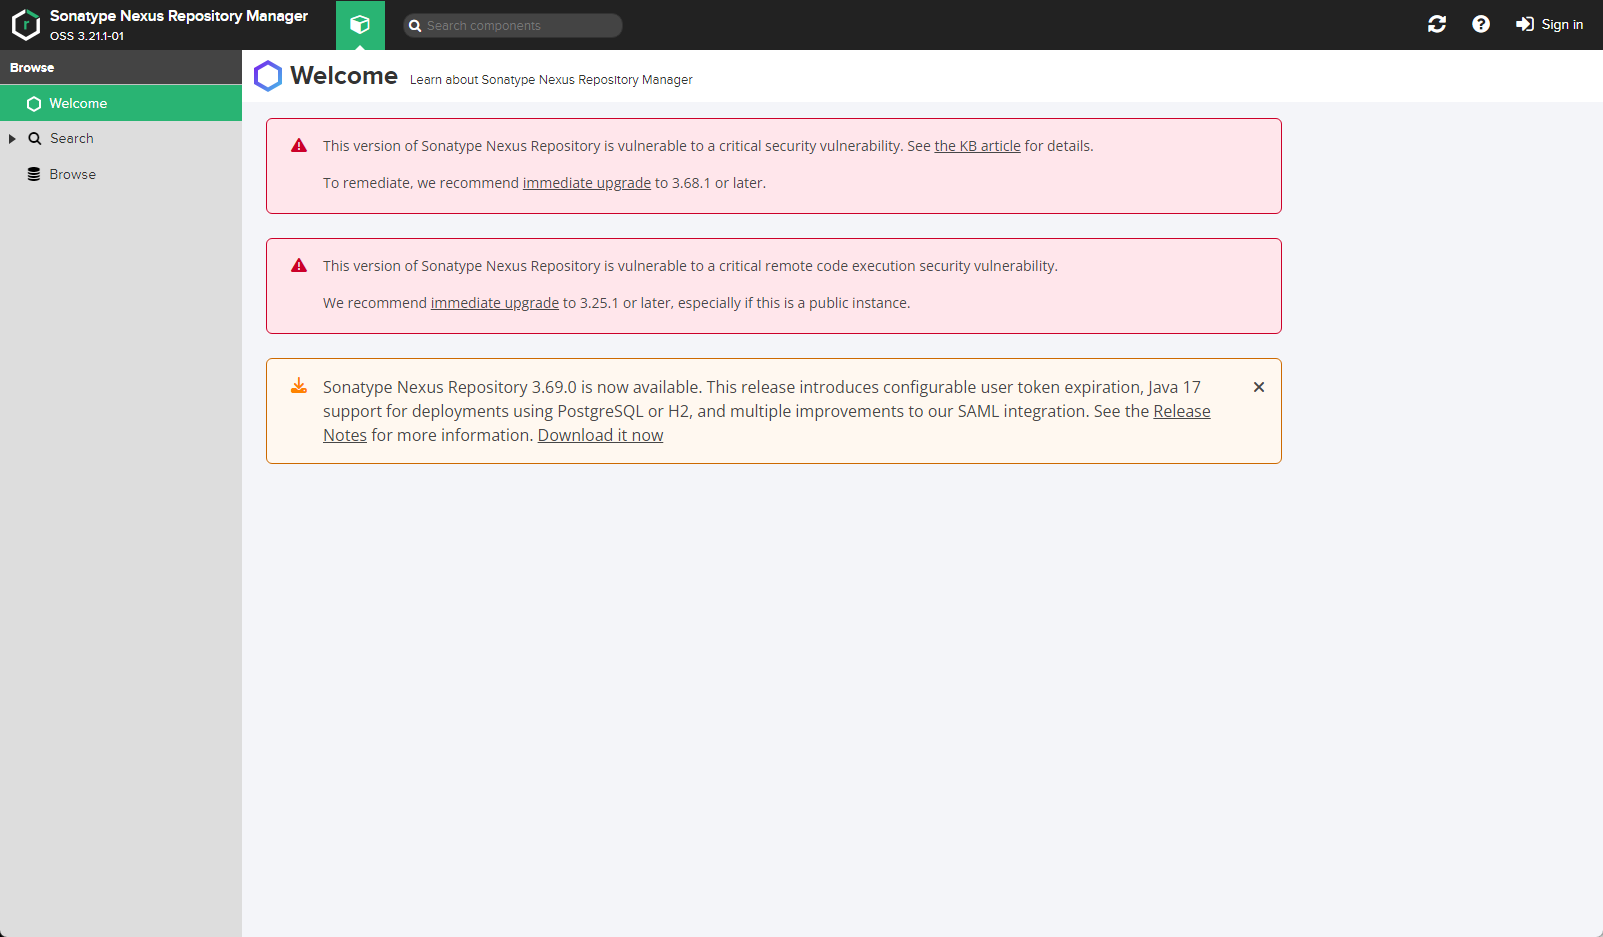 Sonatype Nexus Repository Manager
OSS 3.21.1-01
Search components
Sign in
Browse
Welcome
Search
Browse
Welcome
Learn about Sonatype Nexus Repository Manager
This version of Sonatype Nexus Repository is vulnerable to a critical security vulnerability. See the KB article for details.
To remediate, we recommend immediate upgrade to 3.68.1 or later.
This version of Sonatype Nexus Repository is vulnerable to a critical remote code execution security vulnerability.
We recommend immediate upgrade to 3.25.1 or later, especially if this is a public instance.
Sonatype Nexus Repository 3.69.0 is now available. This release introduces configurable user token expiration, Java 17
support for deployments using PostgreSQL or H2, and multiple improvements to our SAML integration. See the Release
Notes for more information. Download it now